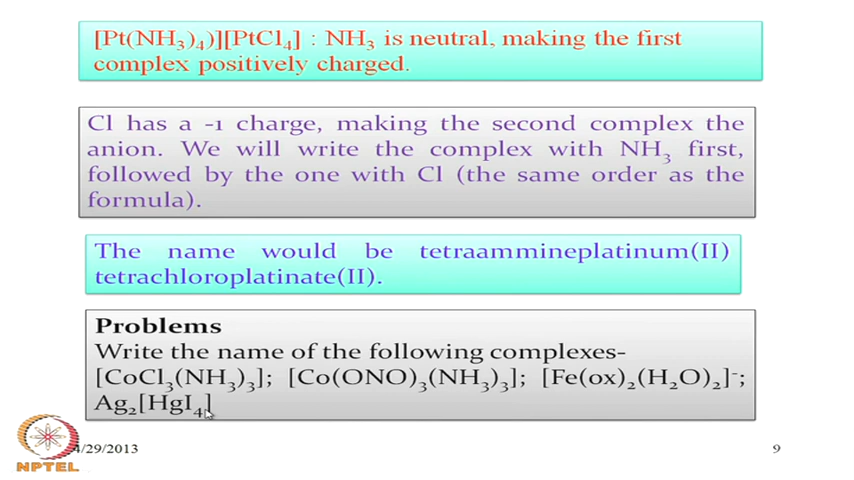 [Pt(NH₃)₄)][PtCl₄] : NH₃ is neutral, making the first
complex positively charged.
Cl has a -1 charge, making the second complex the
anion. We will write the complex with NH₃ first,
followed by the one with Cl (the same order as the
formula).
The name would be tetraammineplatinum(II)
tetrachloroplatinate(II).
Problems
Write the name of the following complexes-
[CoCl₃(NH₃)₃]; [Co(ONO)₃(NH₃)₃]; [Fe(ox)₂(H₂O)₂]⁻;
Ag₂[HgI₄]
4/29/2013
9
NPTEL